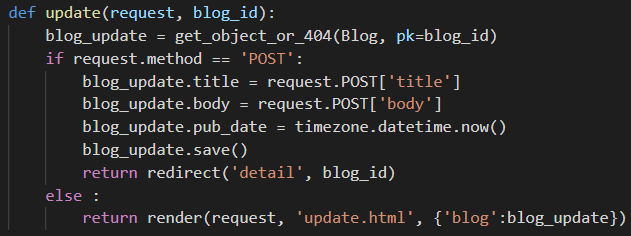 def update(request, blog_id):
    blog_update = get_object_or_404(Blog, pk=blog_id)
    if request.method == 'POST':
        blog_update.title = request.POST['title']
        blog_update.body = request.POST['body']
        blog_update.pub_date = timezone.datetime.now()
        blog_update.save()
        return redirect('detail', blog_id)
    else :
        return render(request, 'update.html', {'blog':blog_update})